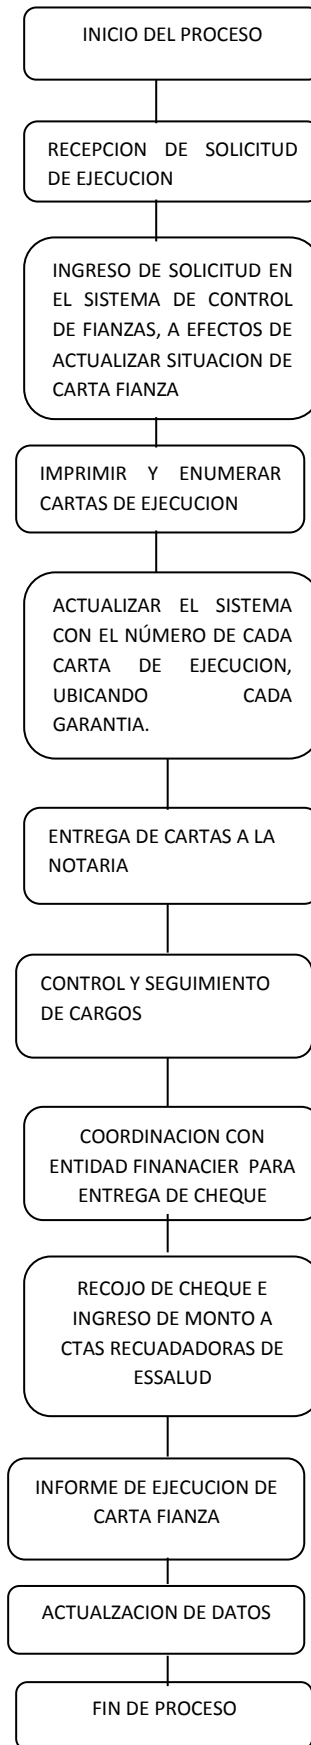 INICIO DEL PROCESO
RECEPCION DE SOLICITUD
DE EJECUCION
INGRESO DE SOLICITUD EN
EL SISTEMA DE CONTROL
DE FIANZAS, A EFECTOS DE
ACTUALIZAR SITUACION DE
CARTA FIANZA
IMPRIMIR Y ENUMERAR
CARTAS DE EJECUCION
ACTUALIZAR EL SISTEMA
CON EL NÚMERO DE CADA
CARTA DE EJECUCION,
UBICANDO CADA
GARANTIA.
ENTREGA DE CARTAS A LA
NOTARIA
CONTROL Y SEGUIMIENTO
DE CARGOS
COORDINACION CON
ENTIDAD FINANACIER PARA
ENTREGA DE CHEQUE
RECOJO DE CHEQUE E
INGRESO DE MONTO A
CTAS RECUADADORAS DE
ESSALUD
INFORME DE EJECUCION DE
CARTA FIANZA
ACTUALZACION DE DATOS
FIN DE PROCESO